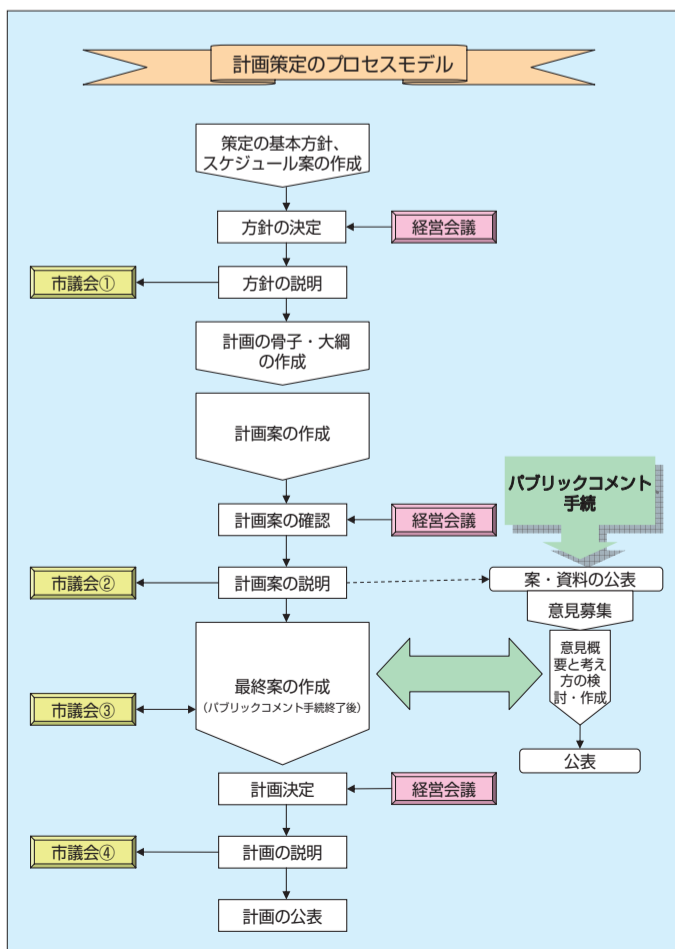 計画策定のプロセスモデル
策定の基本方針、
スケジュール案の作成
方針の決定
経営会議
市議会①
方針の説明
計画の骨子・大綱
の作成
計画案の作成
パブリックコメント
手続
計画案の確認
経営会議
市議会②
計画案の説明
案・資料の公表
意見募集
意見概
要と考え
方の検
討・作成
最終案の作成
（パブリックコメント手続終了後）
市議会③
公表
計画決定
経営会議
市議会④
計画の説明
計画の公表